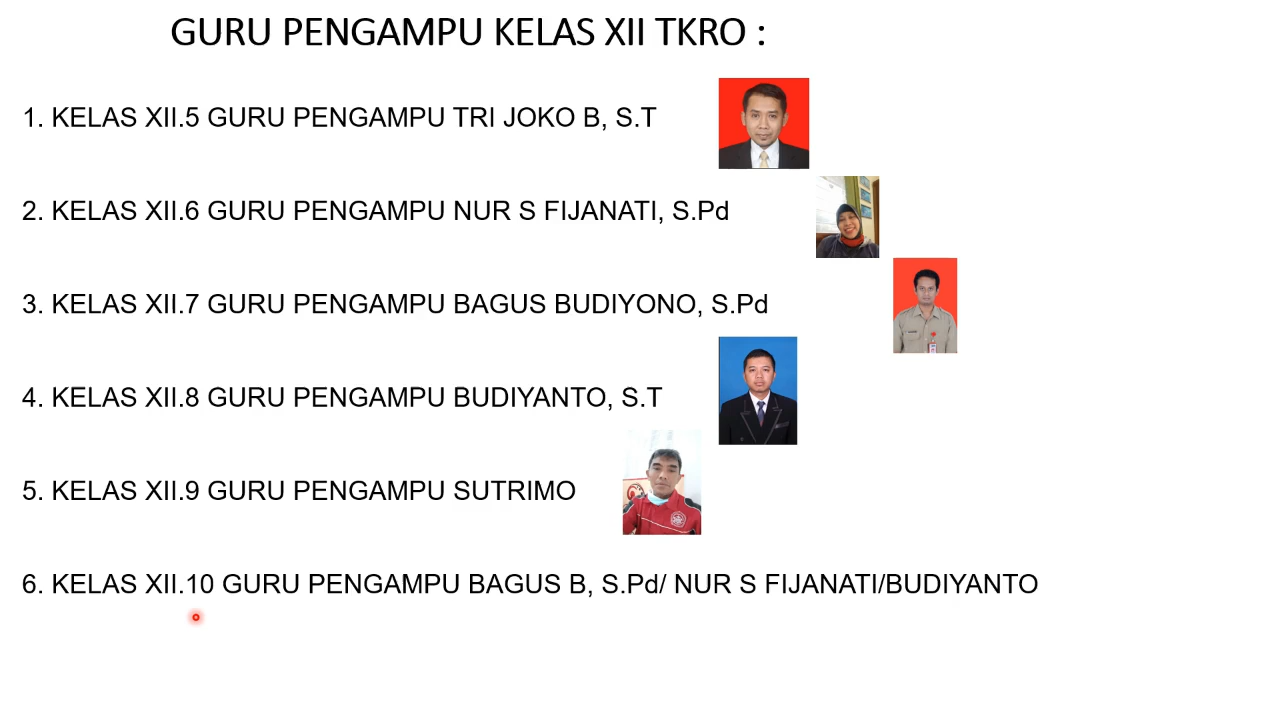 GURU PENGAMPU KELAS XII TKRO :
1. KELAS XII.5 GURU PENGAMPU TRI JOKO B, S.T
2. KELAS XII.6 GURU PENGAMPU NUR S FIJANATI, S.Pd
3. KELAS XII.7 GURU PENGAMPU BAGUS BUDIYONO, S.Pd
4. KELAS XII.8 GURU PENGAMPU BUDIYANTO, S.T
5. KELAS XII.9 GURU PENGAMPU SUTRIMO
6. KELAS XII.10 GURU PENGAMPU BAGUS B, S.Pd/ NUR S FIJANATI/BUDIYANTO